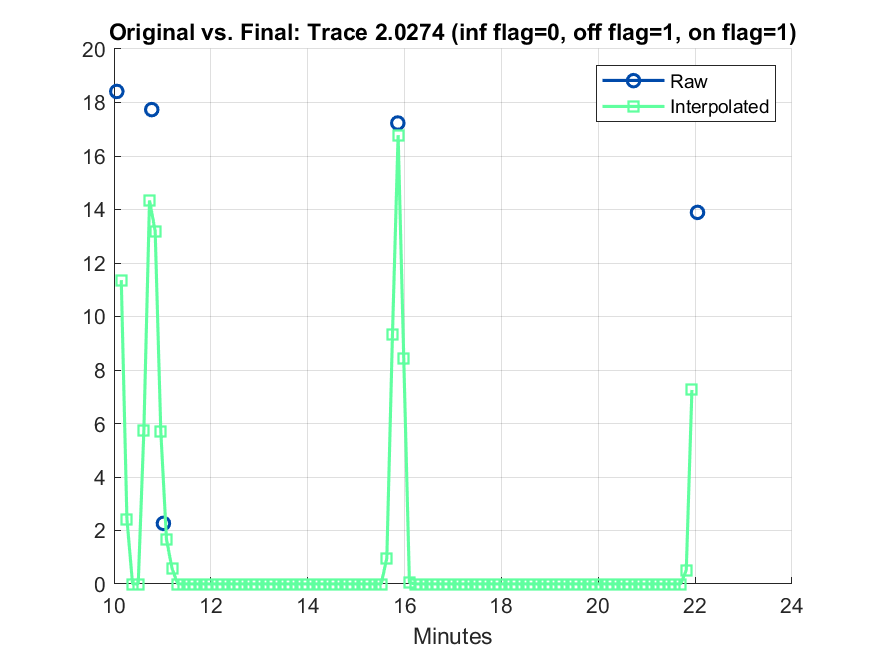 Original vs. Final: Trace 2.0274 (inf flag=0, off flag=1, on flag=1)
20
18
16
14
12
10
8
6
4
2
0
Raw
Interpolated
10 12 14 16 18 20 22 24
Minutes